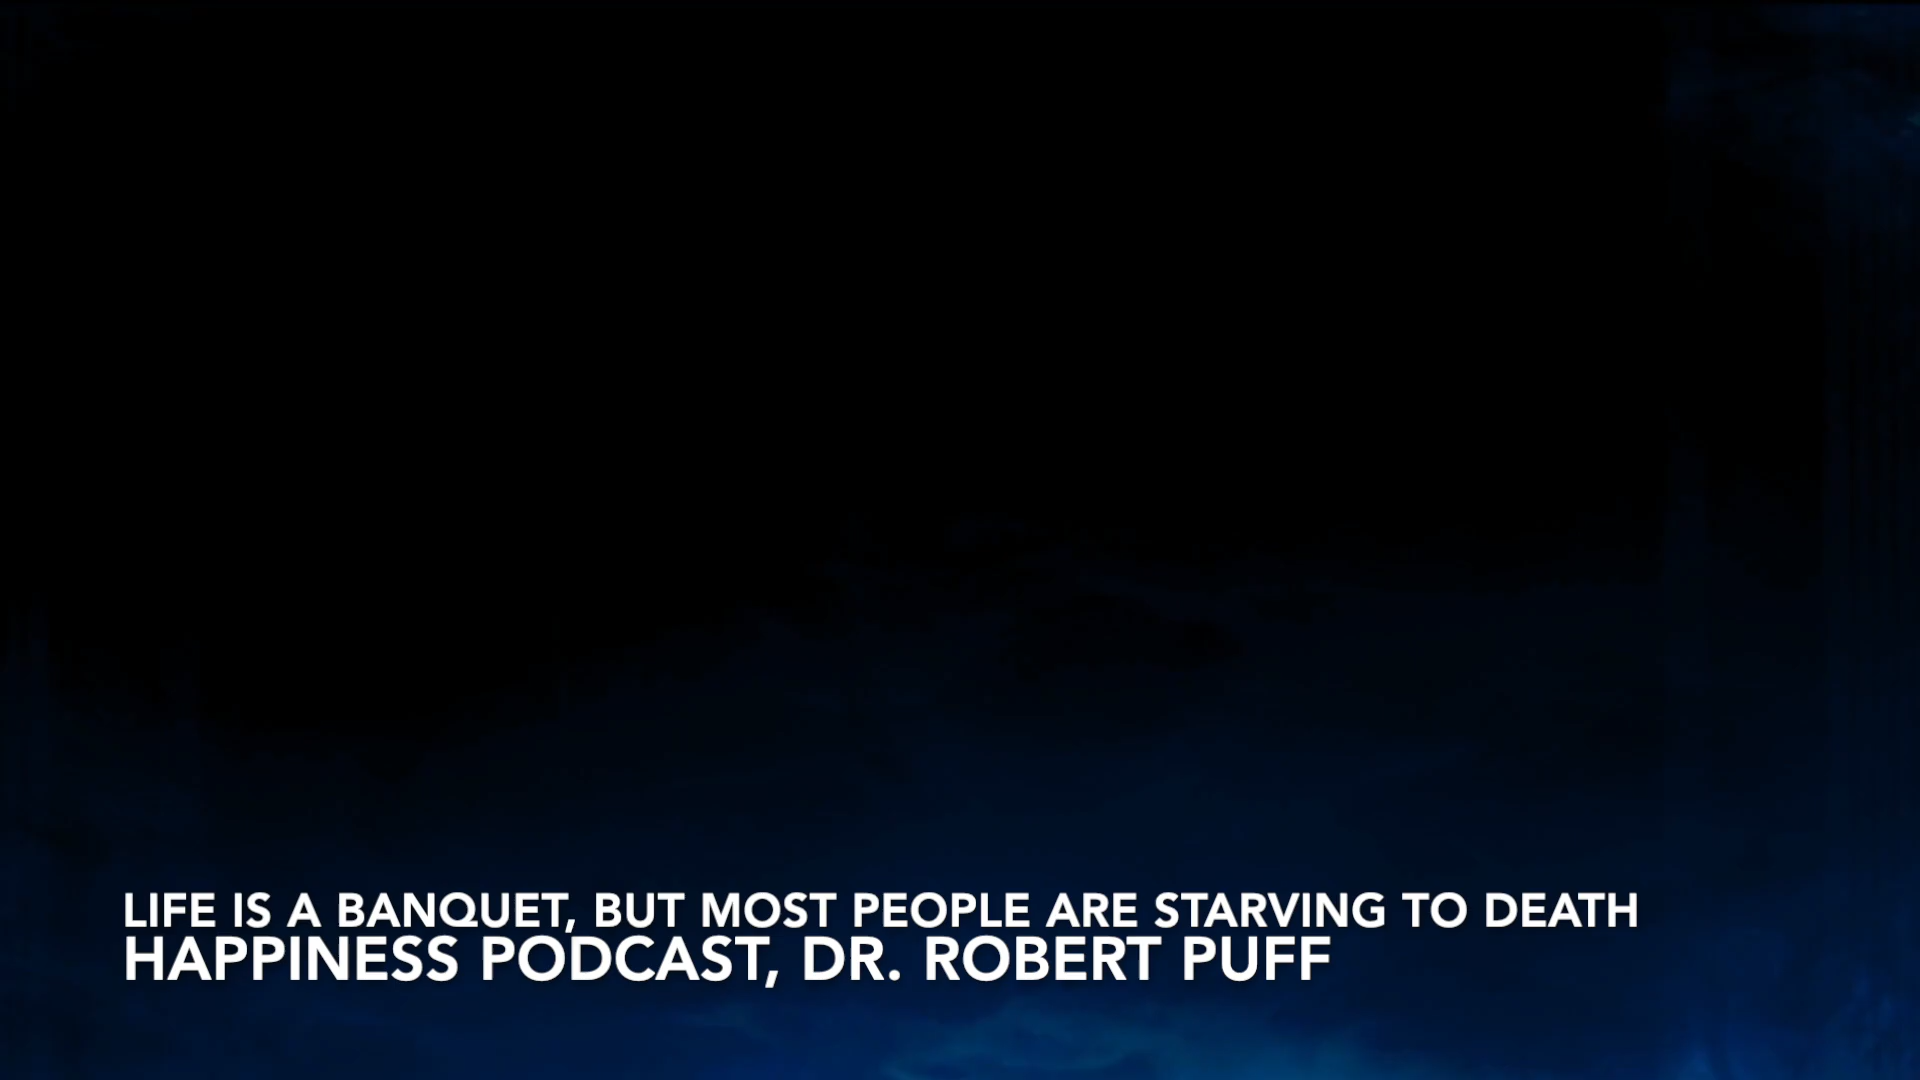 LIFE IS A BANQUET, BUT MOST PEOPLE ARE STARVING TO DEATH
HAPPINESS PODCAST, DR. ROBERT PUFF